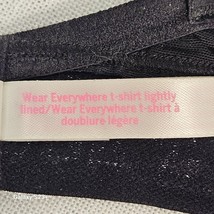 Wear Everywhere t-shirt lightly
lined/Wear Everywhere t-shirt à
doublure légère